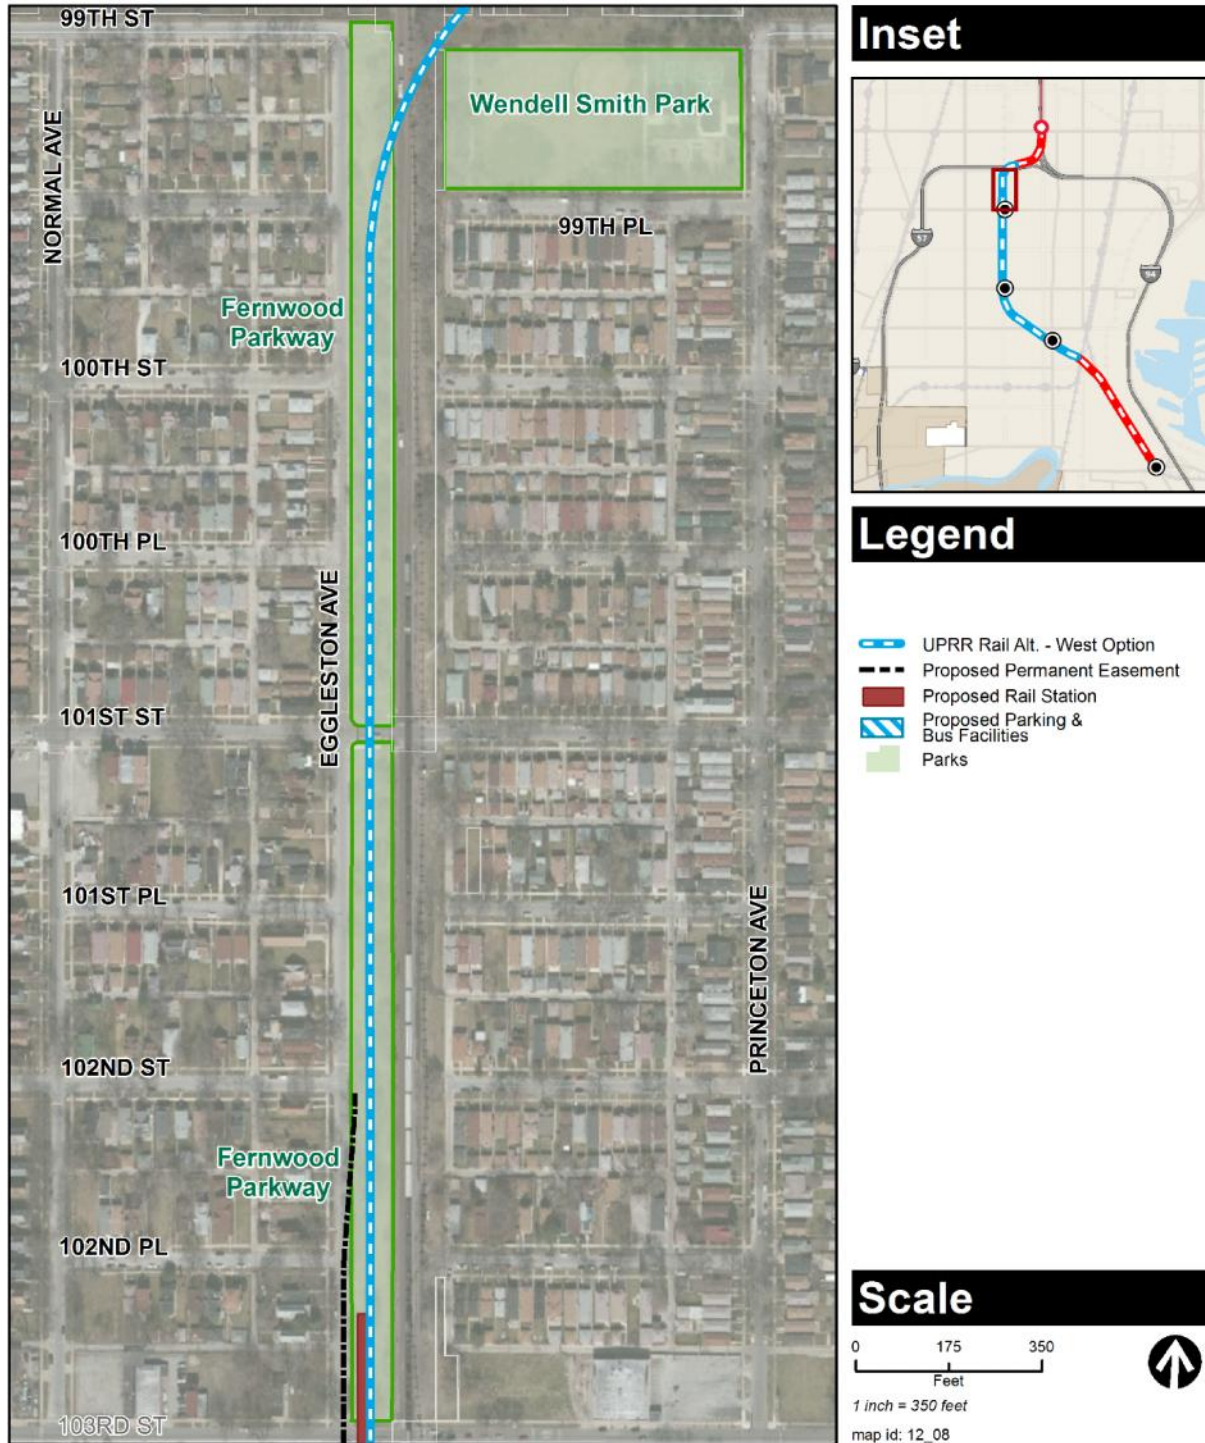 99TH ST
NORMAL AVE
Wendell Smith Park
99TH PL
Fernwood
Parkway
100TH ST
100TH PL
EGGLESTON AVE
101ST ST
101ST PL
PRINCETON AVE
102ND ST
Fernwood
Parkway
102ND PL
103RD ST
Inset
57
94
Legend
UPRR Rail Alt. - West Option
Proposed Permanent Easement
Proposed Rail Station
Proposed Parking &
Bus Facilities
Parks
Scale
0 175 350
Feet
1 inch = 350 feet
map id: 12_08